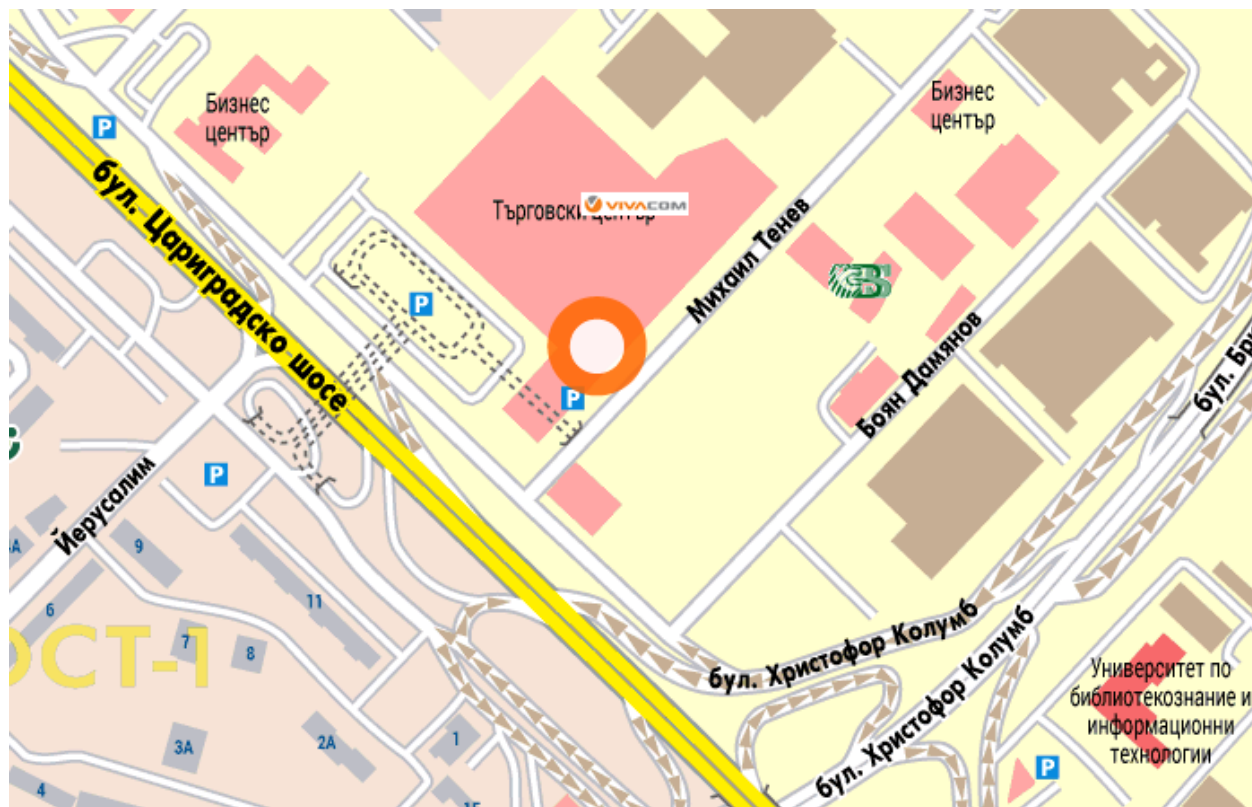 Бизнес
център
P
бул. Цариградско шосе
Търговски
VIVACOM
Бизнес
център
Михаил Тенев
P
P
Боян Дамянов
бул.
Йерусалим
P
9
11
6
7
8
3А
2А
1
4
бул. Христофор Колумб
бул. Христофор Колумб
Университет по
библиотекознание и
информационни
технологии
P